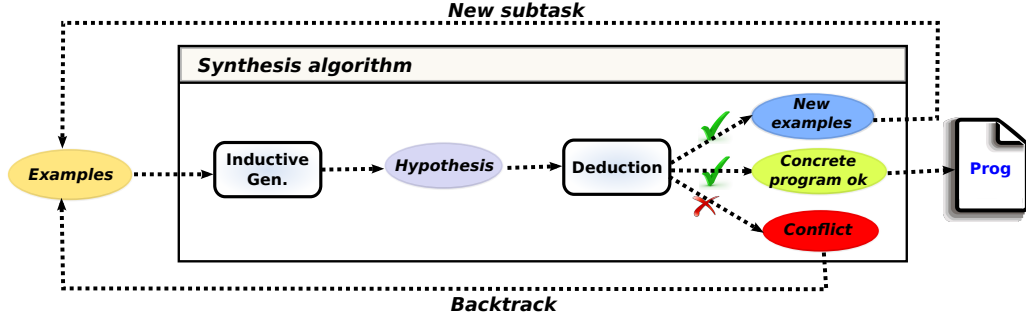 New subtask
Synthesis algorithm
New
examples
Inductive
Gen.
Hypothesis
Deduction
Concrete
program ok
Prog
Examples
Conflict
Backtrack